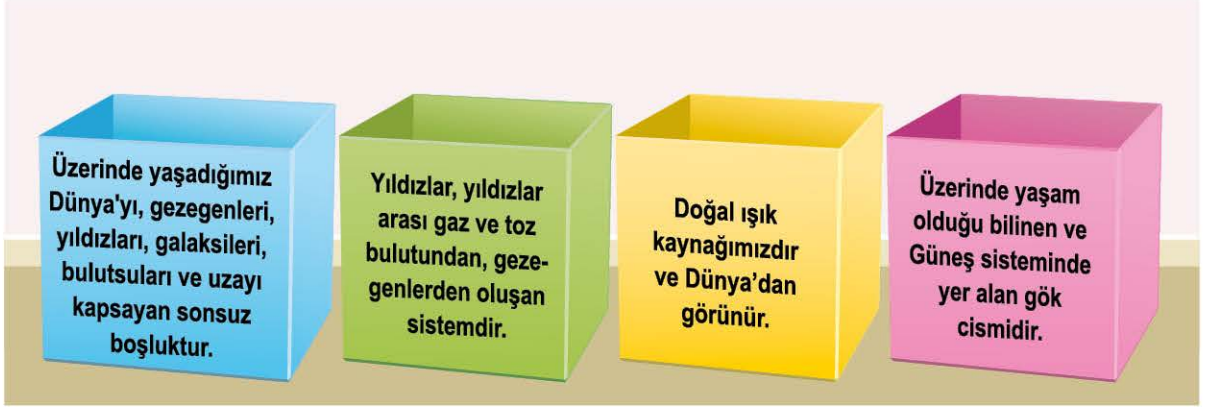 Üzerinde yaşadığımız
Dünya'yı, gezegenleri,
yıldızları, galaksileri,
bulutsuları ve uzayı
kapsayan sonsuz
boşluktur.
Yıldızlar, yıldızlar
arası gaz ve toz
bulutundan, geze-
genlerden oluşan
sistemdir.
Doğal ışık
kaynağımızdır
ve Dünya’dan
görünür.
Üzerinde yaşam
olduğu bilinen ve
Güneş sisteminde
yer alan gök
cismidir.